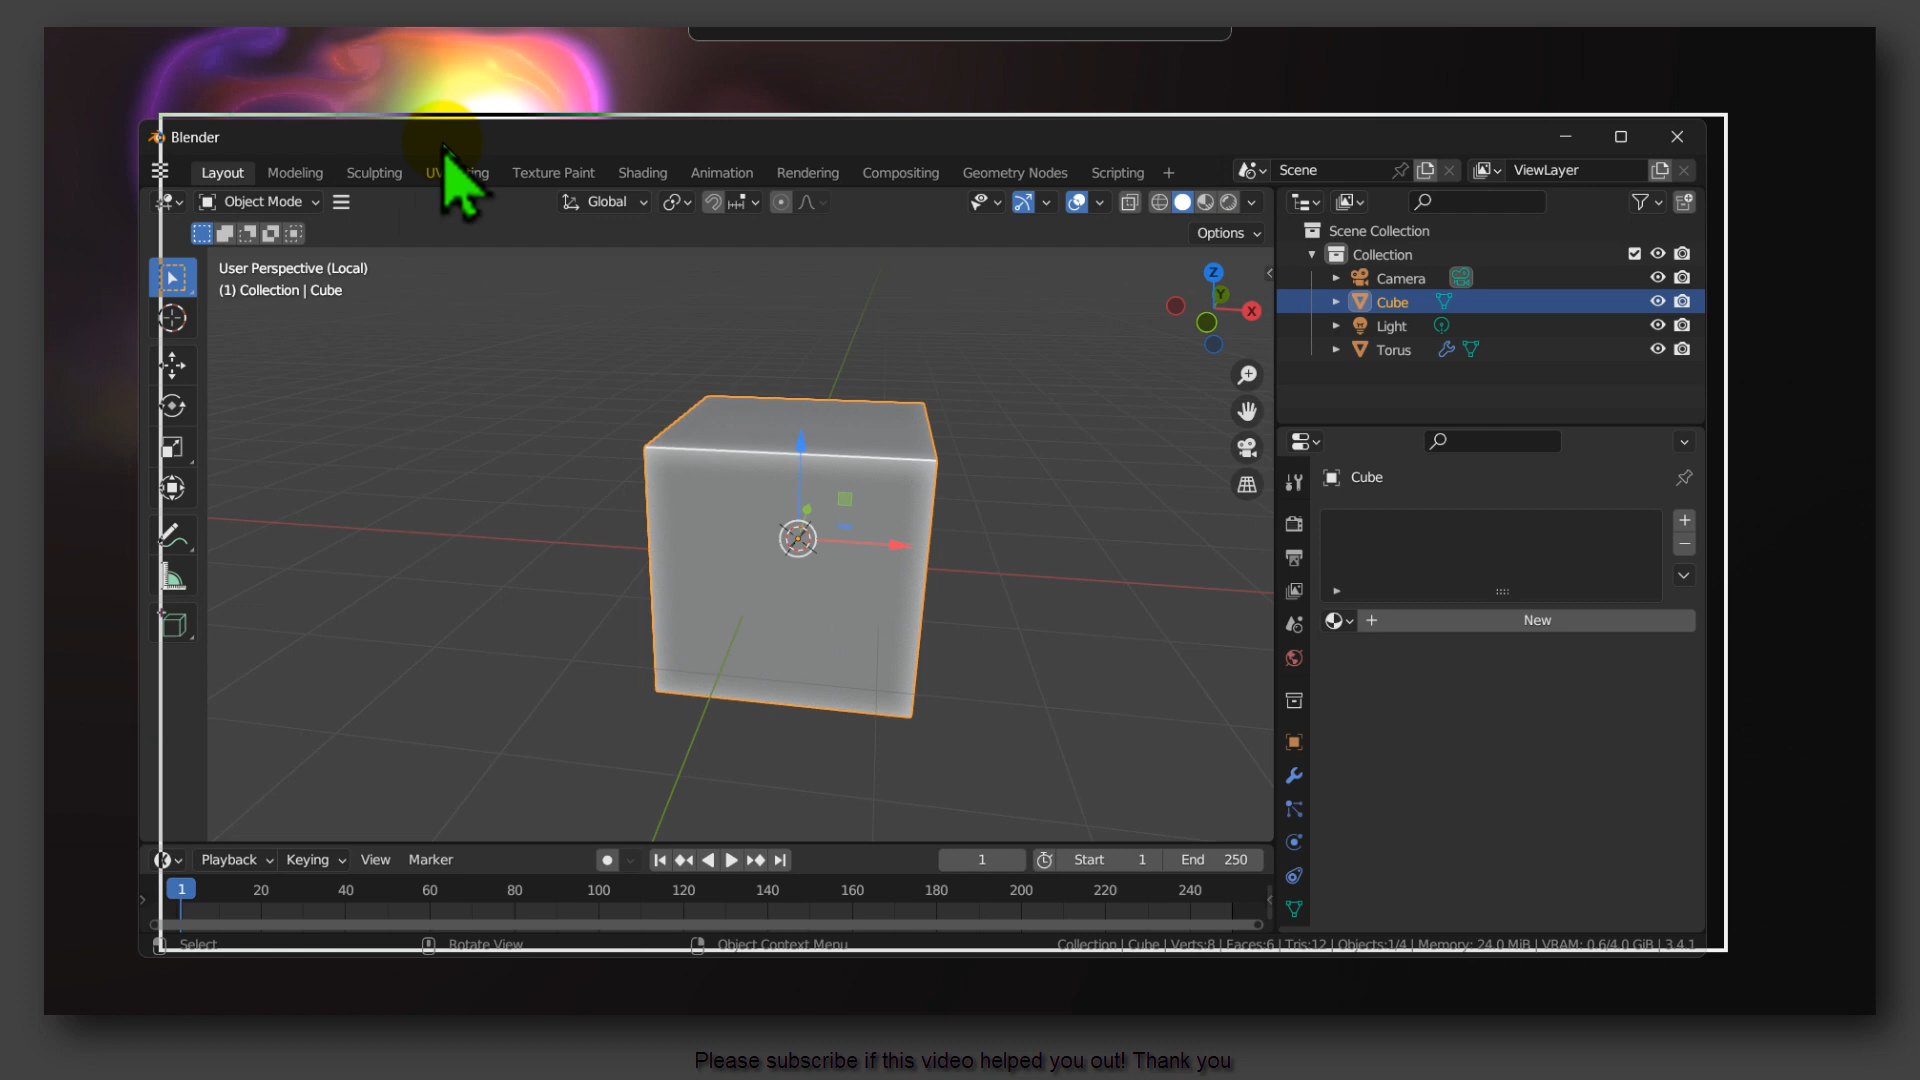 Blender
Layout Modeling Sculpting UV Editing Texture Paint Shading Animation Rendering Compositing Geometry Nodes Scripting + Scene ViewLayer
Object Mode Global
Options
User Perspective (Local)
(1) Collection | Cube
Z
Y
X
Scene Collection
Collection
Camera
Cube
Light
Torus
Cube
+ New
Playback Keying View Marker 1 Start 1 End 250
1 20 40 60 80 100 120 140 160 180 200 220 240
Select Rotate View Object Context Menu Collection | Cube | Verts:8 | Faces:6 | Tris:12 | Objects:1/4 | Memory: 24.0 MiB | VRAM: 0.6/4.0 GiB | 3.4.1
Please subscribe if this video helped you out! Thank you